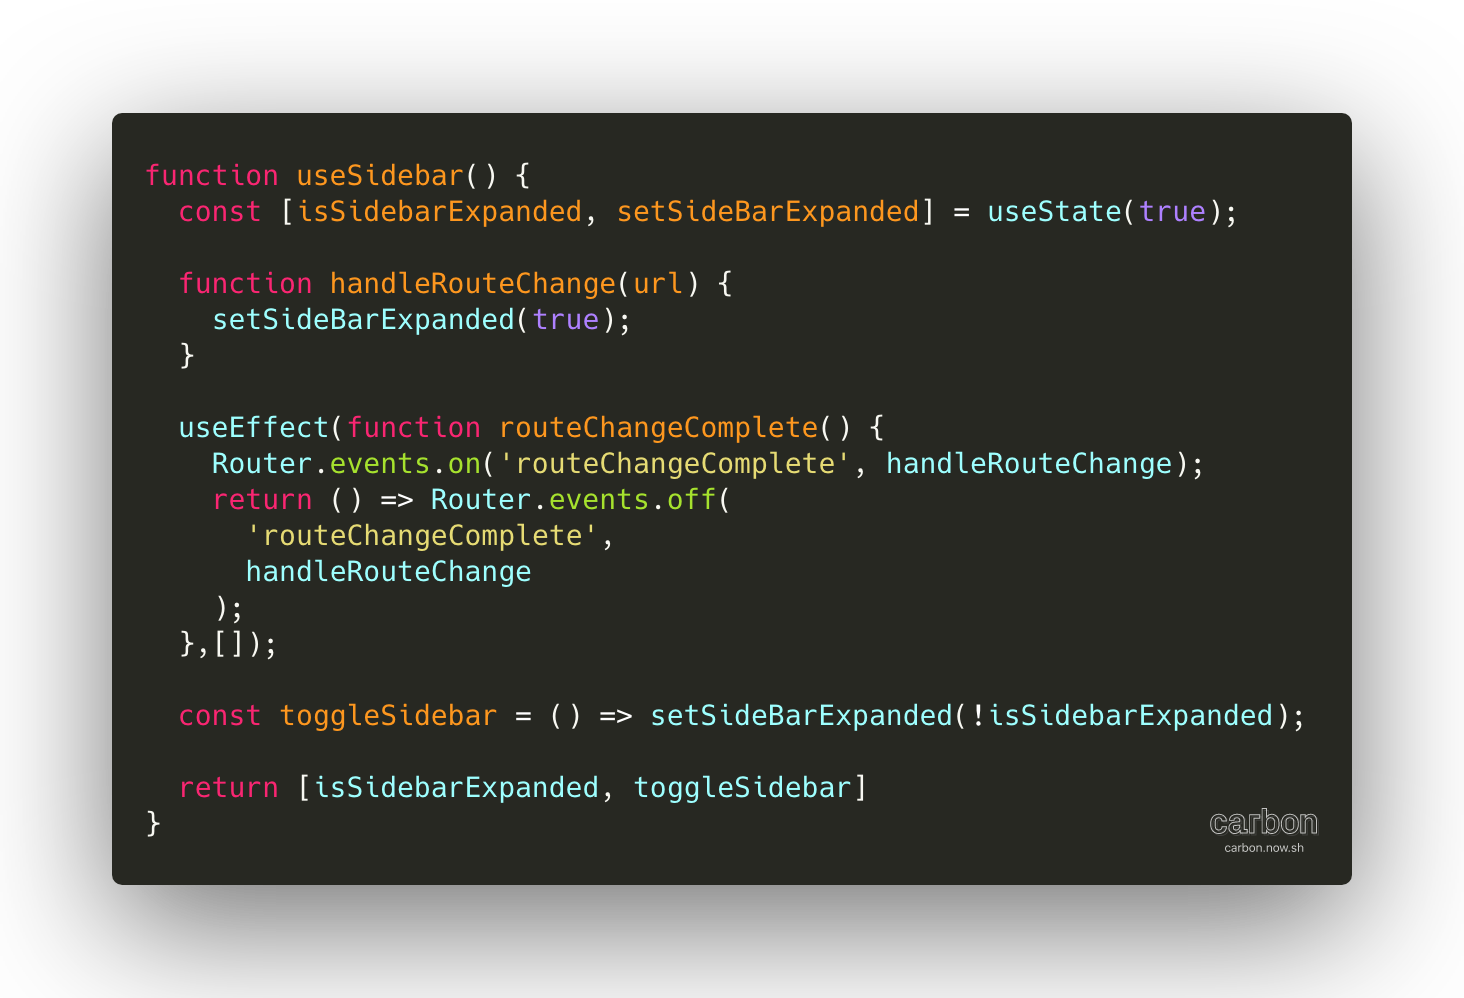 function useSidebar() {
  const [isSidebarExpanded, setSideBarExpanded] = useState(true);

  function handleRouteChange(url) {
    setSideBarExpanded(true);
  }

  useEffect(function routeChangeComplete() {
    Router.events.on('routeChangeComplete', handleRouteChange);
    return () => Router.events.off(
      'routeChangeComplete',
      handleRouteChange
    );
  },[]);

  const toggleSidebar = () => setSideBarExpanded(!isSidebarExpanded);

  return [isSidebarExpanded, toggleSidebar]
}
carbon
carbon.now.sh